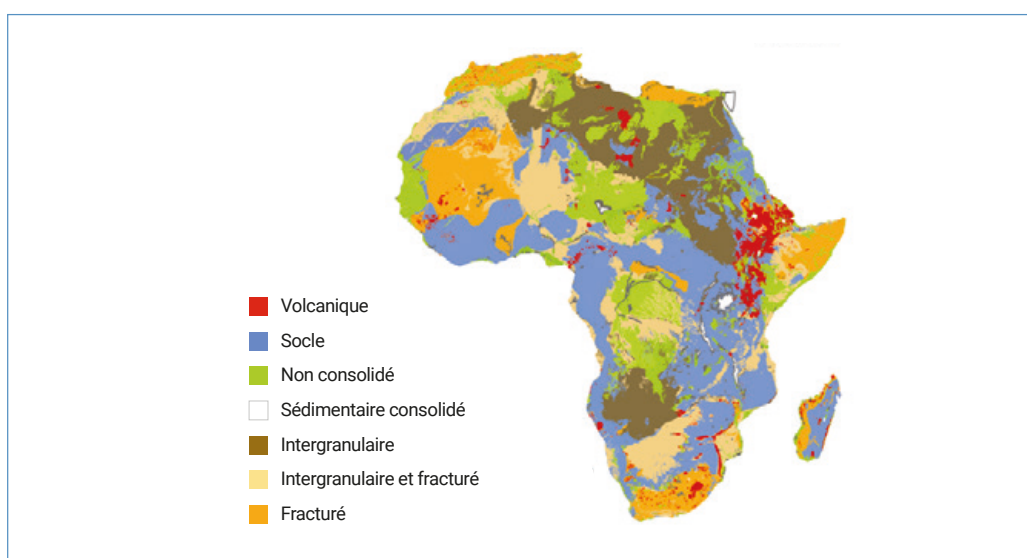 Volcanique
Socle
Non consolidé
Sédimentaire consolidé
Intergranulaire
Intergranulaire et fracturé
Fracturé